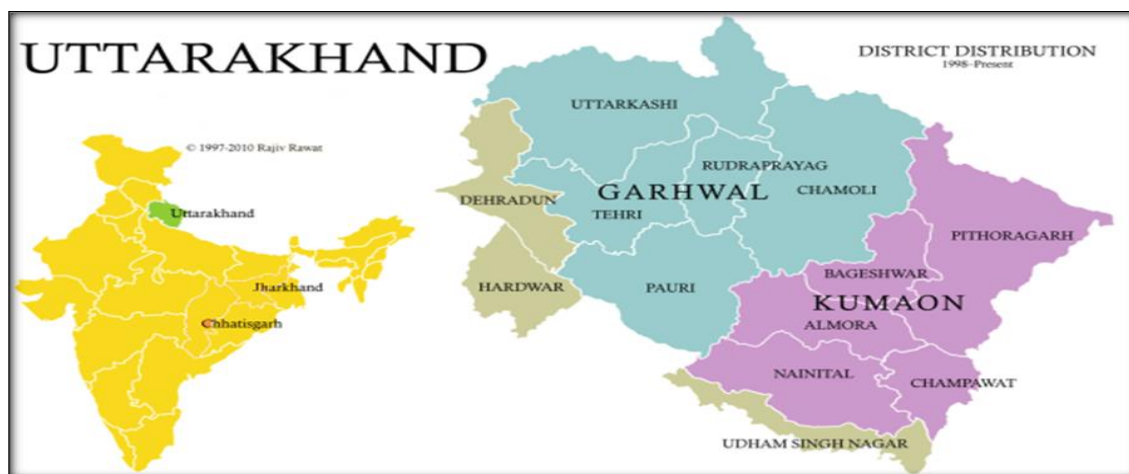 UTTARAKHAND
DISTRICT DISTRIBUTION
1998-Present
© 1997-2010 Rajiv Rawat
Uttarakhand
Jharkhand
Chhatisgarh
UTTARKASHI
RUDRAPRAYAG
GARHWAL
CHAMOLI
DEHRADUN
TEHRI
HARDWAR
PAURI
PITHORAGARH
BAGESHWAR
KUMAON
ALMORA
NAINITAL
CHAMPAWAT
UDHAM SINGH NAGAR